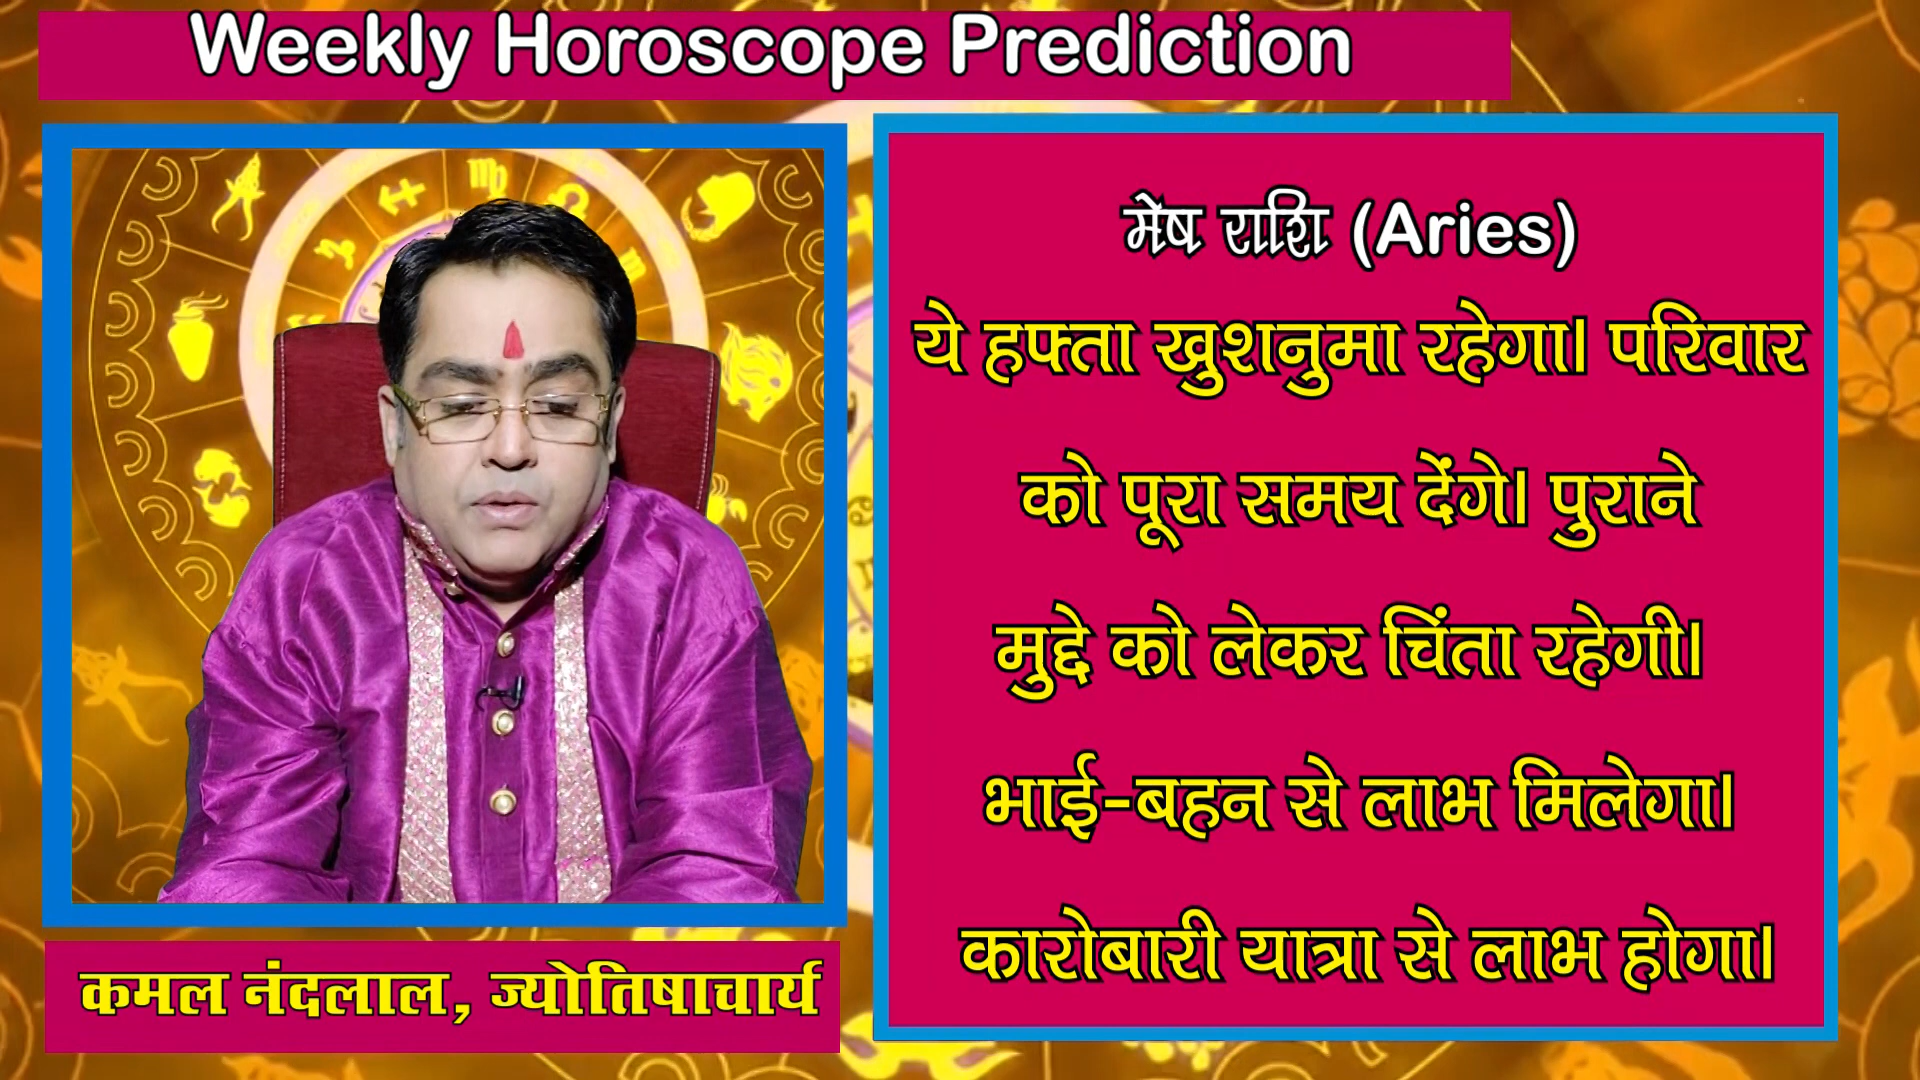 Weekly Horoscope Prediction
मेष राशि (Aries)
ये हफ्ता खुशनुमा रहेगा। परिवार
को पूरा समय देंगे। पुराने
मुद्दे को लेकर चिंता रहेगी।
भाई-बहन से लाभ मिलेगा।
कारोबारी यात्रा से लाभ होगा।
कमल नंदलाल, ज्योतिषाचार्य